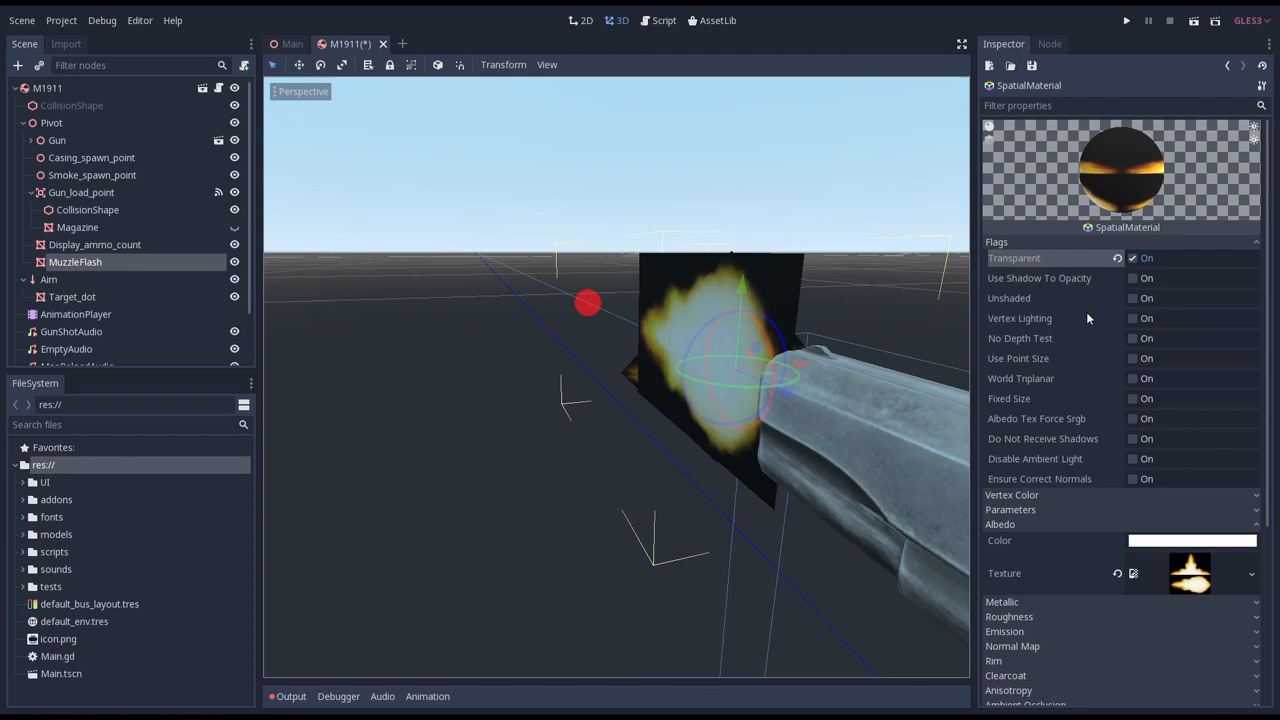 Scene Project Debug Editor Help
2D 3D Script AssetLib
GLES3
Scene Import
Filter nodes
M1911
CollisionShape
Pivot
Gun
Casing_spawn_point
Smoke_spawn_point
Gun_load_point
CollisionShape
Magazine
Display_ammo_count
MuzzleFlash
Aim
Target_dot
AnimationPlayer
GunShotAudio
EmptyAudio
FileSystem
res://
Search files
Favorites:
res://
UI
addons
fonts
models
scripts
sounds
tests
default_bus_layout.tres
default_env.tres
icon.png
Main.gd
Main.tscn
Main M1911(*)
Transform View
Perspective
Output Debugger Audio Animation
Inspector Node
SpatialMaterial
Filter properties
SpatialMaterial
Flags
Transparent On
Use Shadow To Opacity On
Unshaded On
Vertex Lighting On
No Depth Test On
Use Point Size On
World Triplanar On
Fixed Size On
Albedo Tex Force Srgb On
Do Not Receive Shadows On
Disable Ambient Light On
Ensure Correct Normals On
Vertex Color
Parameters
Albedo
Color
Texture
Metallic
Roughness
Emission
Normal Map
Rim
Clearcoat
Anisotropy
Ambient Occlusion